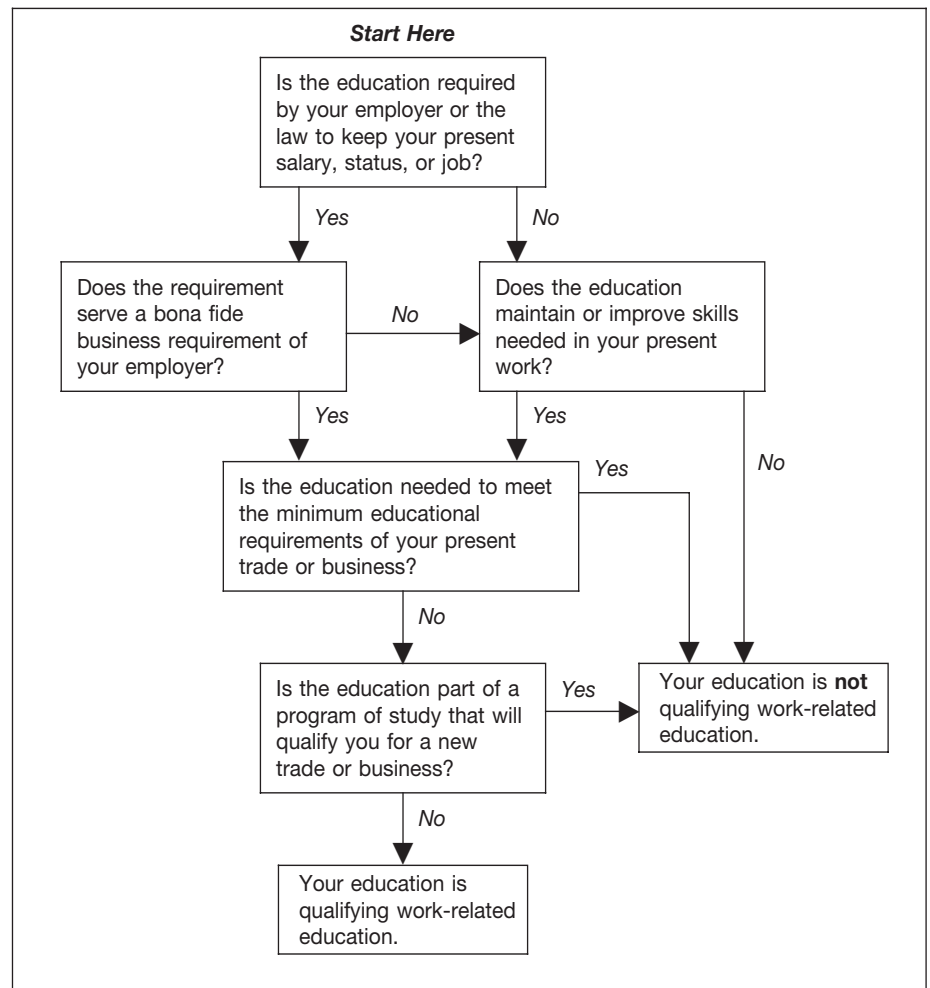 Start Here
Is the education required
by your employer or the
law to keep your present
salary, status, or job?
Yes
No
Does the requirement
serve a bona fide
business requirement of
your employer?
No
Does the education
maintain or improve skills
needed in your present
work?
Yes
Yes
No
Is the education needed to meet
the minimum educational
requirements of your present
trade or business?
Yes
No
Is the education part of a
program of study that will
qualify you for a new
trade or business?
Yes
Your education is not
qualifying work-related
education.
No
Your education is
qualifying work-related
education.